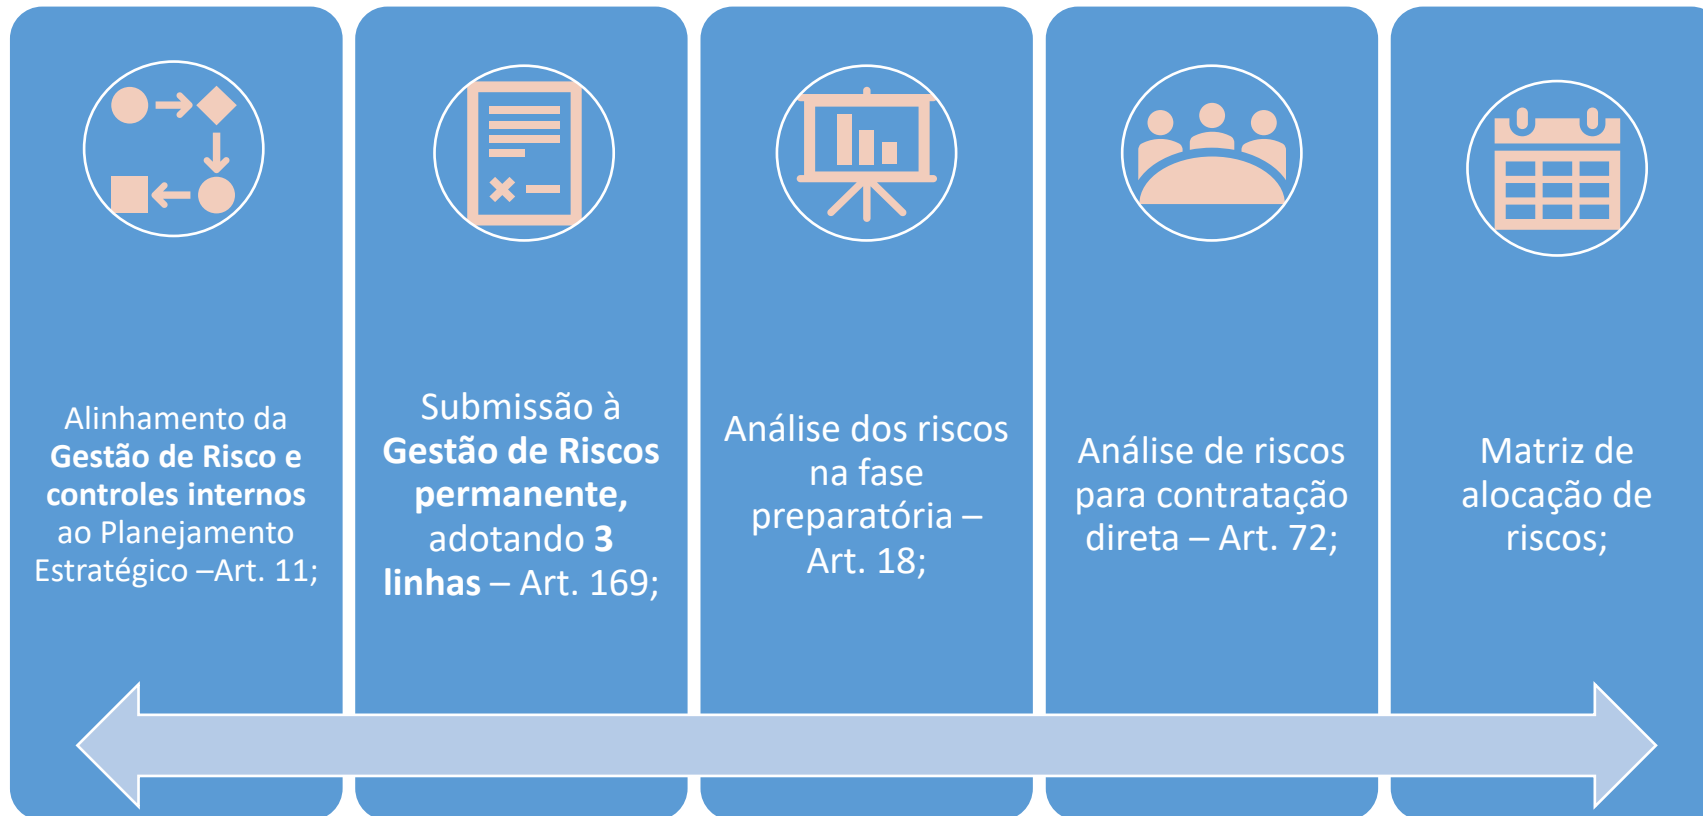 Alinhamento da
Gestão de Risco e
controles internos
ao Planejamento
Estratégico –Art. 11;
Submissão à
Gestão de Riscos
permanente,
adotando 3
linhas – Art. 169;
Análise dos riscos
na fase
preparatória –
Art. 18;
Análise de riscos
para contratação
direta – Art. 72;
Matriz de
alocação de
riscos;